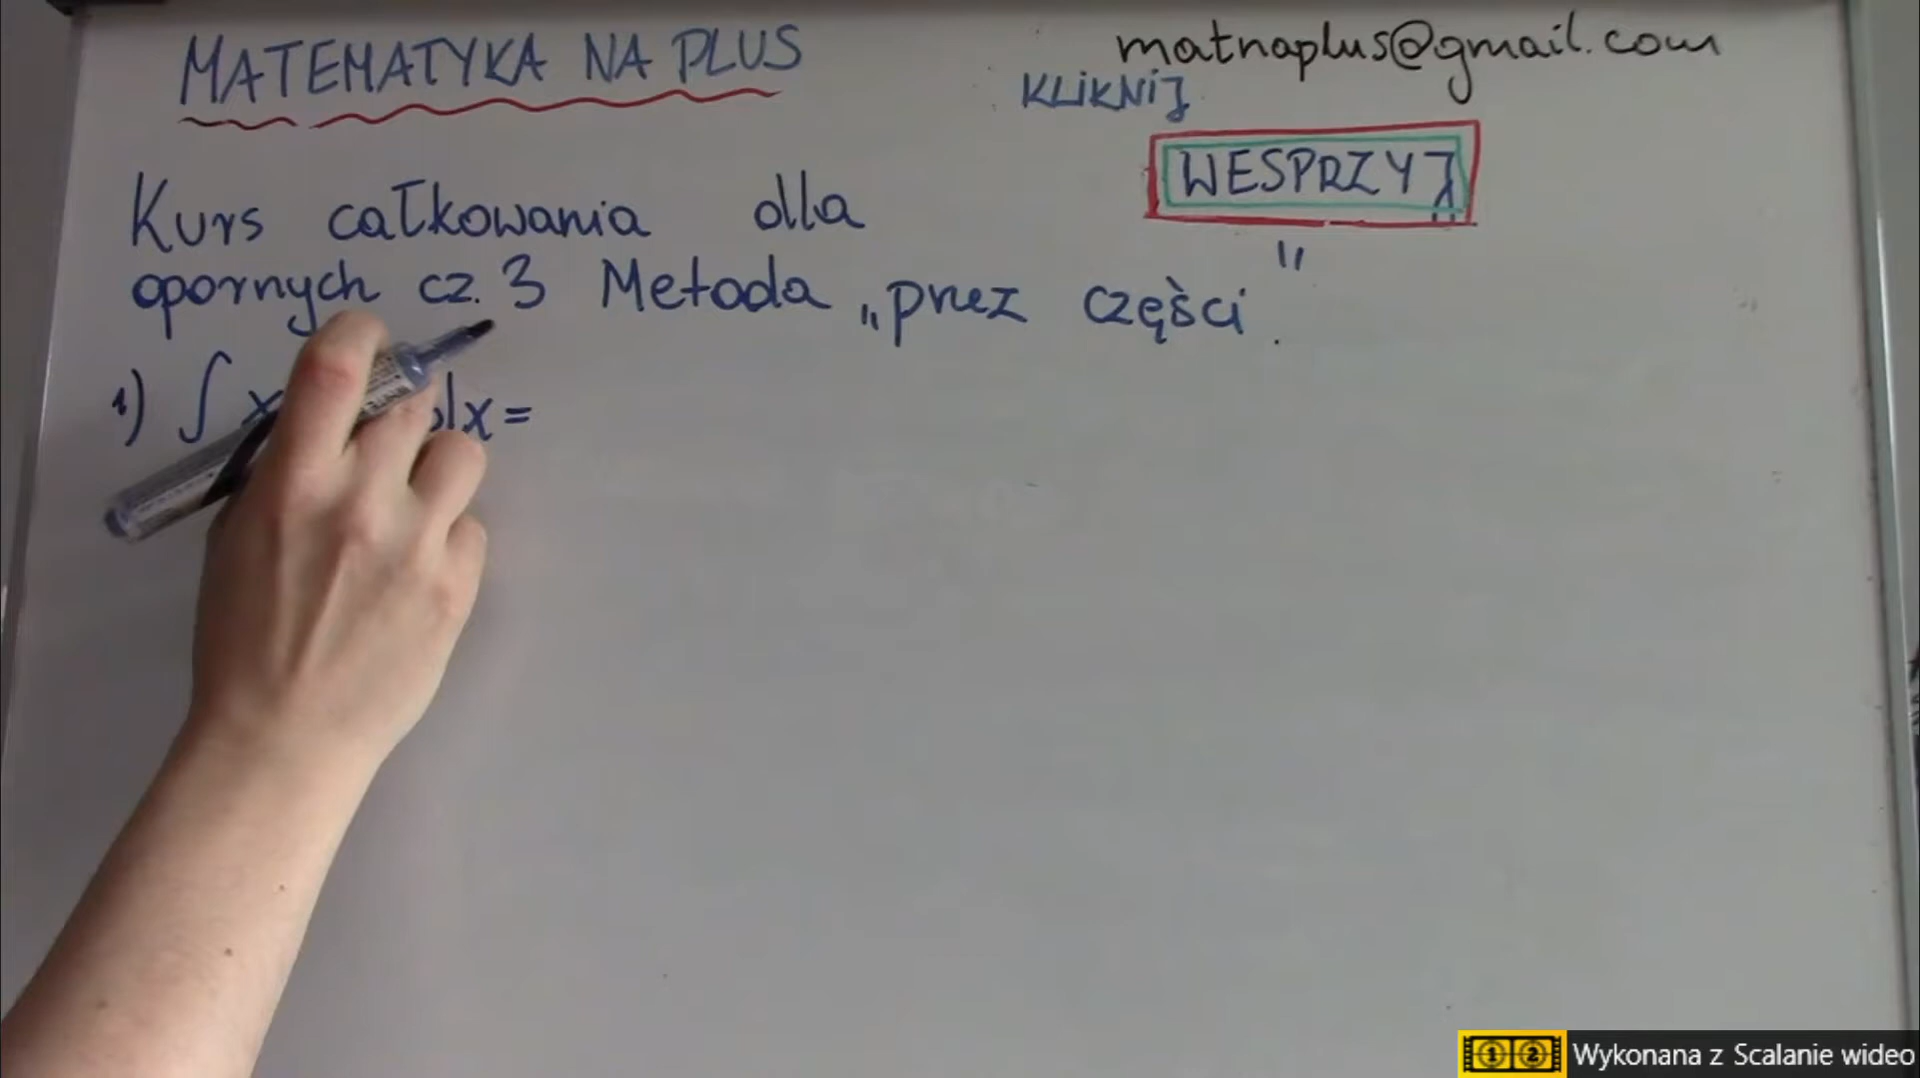 MATEMATYKA NA PLUS
matnaplus@gmail.com
KLiKNiJ
WESPRZYJ
Kurs całkowania dla
opornych cz. 3 Metoda „przez części".
1) ∫ x dx =
Wykonana z Scalanie wideo